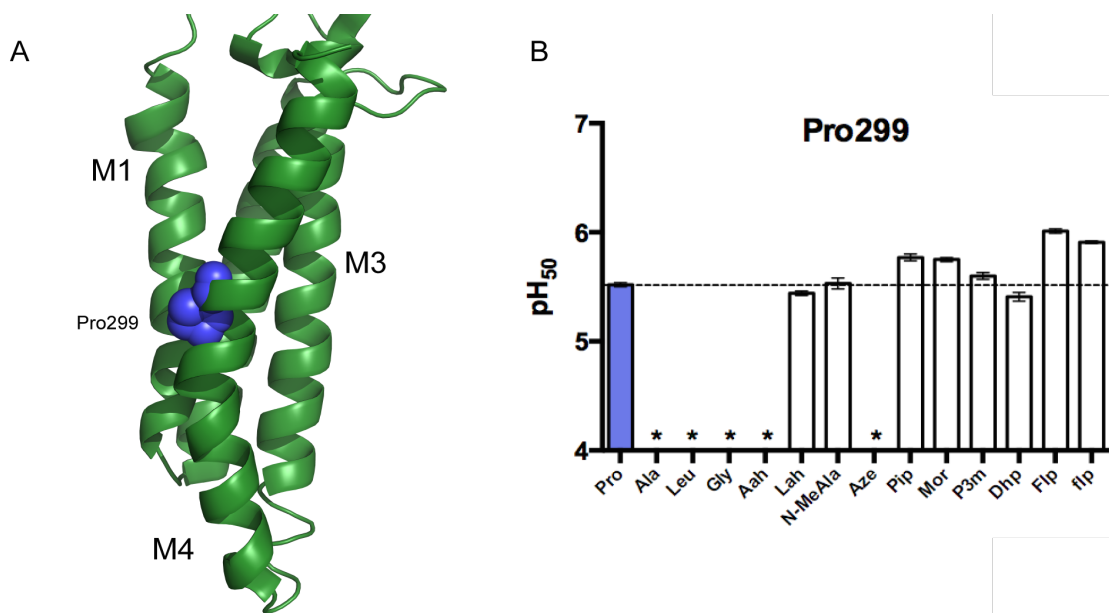 A
M1
M3
Pro299
M4
B
Pro299
pH50
7
6
5
4
* * * * *
Pro Ala Leu Gly Aah Lah N-MeAla Aze Pip Mor P3m Dhp Flp flp